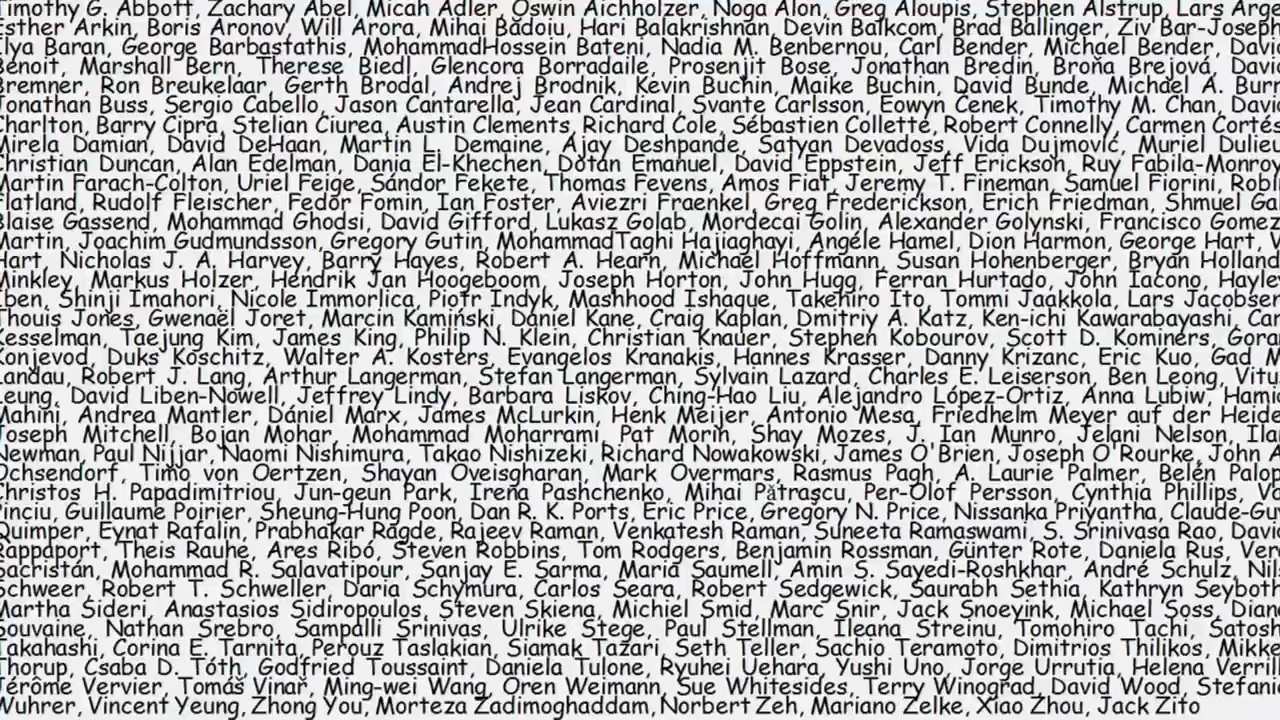 Timothy G. Abbott, Zachary Abel, Micah Adler, Oswin Aichholzer, Noga Alon, Greg Aloupis, Stephen Alstrup, Lars Arge
Esther Arkin, Boris Aronov, Will Arora, Mihai Bădoiu, Hari Balakrishnan, Devin Balkcom, Brad Ballinger, Ziv Bar-Joseph
Ilya Baran, George Barbastathis, MohammadHossein Bateni, Nadia M. Benbernou, Carl Bender, Michael Bender, David
Benoit, Marshall Bern, Therese Biedl, Glencora Borradaile, Prosenjit Bose, Jonathan Bredin, Broňa Brejová, David
Bremner, Ron Breukelaar, Gerth Brodal, Andrej Brodnik, Kevin Buchin, Maike Buchin, David Bunde, Michael A. Burr
Jonathan Buss, Sergio Cabello, Jason Cantarella, Jean Cardinal, Svante Carlsson, Eowyn Čenek, Timothy M. Chan, David
Charlton, Barry Cipra, Stelian Ciurea, Austin Clements, Richard Cole, Sébastien Collette, Robert Connelly, Carmen Cortés
Mirela Damian, David DeHaan, Martin L. Demaine, Ajay Deshpande, Satyan Devadoss, Vida Dujmović, Muriel Dulieu
Christian Duncan, Alan Edelman, Dania El-Khechen, Dotan Emanuel, David Eppstein, Jeff Erickson, Ruy Fabila-Monroy
Martin Farach-Colton, Uriel Feige, Sándor Fekete, Thomas Fevens, Amos Fiat, Jeremy T. Fineman, Samuel Fiorini, Robi
Flatland, Rudolf Fleischer, Fedor Fomin, Ian Foster, Aviezri Fraenkel, Greg Frederickson, Erich Friedman, Shmuel Gal
Blaise Gassend, Mohammad Ghodsi, David Gifford, Lukasz Golab, Mordecai Golin, Alexander Golynski, Francisco Gomez
Martin, Joachim Gudmundsson, Gregory Gutin, MohammadTaghi Hajiaghayi, Angèle Hamel, Dion Harmon, George Hart, V
Hart, Nicholas J. A. Harvey, Barry Hayes, Robert A. Hearn, Michael Hoffmann, Susan Hohenberger, Bryan Holland
Minkley, Markus Holzer, Hendrik Jan Hoogeboom, Joseph Horton, John Hugg, Ferran Hurtado, John Iacono, Hayley
Iben, Shinji Imahori, Nicole Immorlica, Piotr Indyk, Mashhood Ishaque, Takehiro Ito, Tommi Jaakkola, Lars Jacobsen
Thouis Jones, Gwenaël Joret, Marcin Kamiński, Daniel Kane, Craig Kaplan, Dmitriy A. Katz, Ken-ichi Kawarabayashi, Car
Kesselman, Taejung Kim, James King, Philip N. Klein, Christian Knauer, Stephen Kobourov, Scott D. Kominers, Gora
Konjevod, Duks Koschitz, Walter A. Kosters, Evangelos Kranakis, Hannes Krasser, Danny Krizanc, Eric Kuo, Gad M
Landau, Robert J. Lang, Arthur Langerman, Stefan Langerman, Sylvain Lazard, Charles E. Leiserson, Ben Leong, Vitus
Leung, David Liben-Nowell, Jeffrey Lindy, Barbara Liskov, Ching-Hao Liu, Alejandro López-Ortiz, Anna Lubiw, Hamid
Mahini, Andrea Mantler, Dániel Marx, James McLurkin, Henk Meijer, Antonio Mesa, Friedhelm Meyer auf der Heide
Joseph Mitchell, Bojan Mohar, Mohammad Moharrami, Pat Morin, Shay Mozes, J. Ian Munro, Jelani Nelson, Ilan
Newman, Paul Nijjar, Naomi Nishimura, Takao Nishizeki, Richard Nowakowski, James O'Brien, Joseph O'Rourke, John A
Ochsendorf, Timo von Oertzen, Shayan Oveisgharan, Mark Overmars, Rasmus Pagh, A. Laurie Palmer, Belén Palop
Christos H. Papadimitriou, Jun-geun Park, Irena Pashchenko, Mihai Pătraşcu, Per-Olof Persson, Cynthia Phillips, Va
Pinciu, Guillaume Poirier, Sheung-Hung Poon, Dan R. K. Ports, Eric Price, Gregory N. Price, Nissanka Priyantha, Claude-Guy
Quimper, Eynat Rafalin, Prabhakar Ragde, Rajeev Raman, Venkatesh Raman, Suneeta Ramaswami, S. Srinivasa Rao, David
Rappaport, Theis Rauhe, Ares Ribó, Steven Robbins, Tom Rodgers, Benjamin Rossman, Günter Rote, Daniela Rus, Vera
Sacristán, Mohammad R. Salavatipour, Sanjay E. Sarma, Maria Saumell, Amin S. Sayedi-Roshkhar, André Schulz, Nils
Schweer, Robert T. Schweller, Daria Schymura, Carlos Seara, Robert Sedgewick, Saurabh Sethia, Kathryn Seyboth
Martha Sideri, Anastasios Sidiropoulos, Steven Skiena, Michiel Smid, Marc Snir, Jack Snoeyink, Michael Soss, Diane
Souvaine, Nathan Srebro, Sampalli Srinivas, Ulrike Stege, Paul Stellman, Ileana Streinu, Tomohiro Tachi, Satosh
Takahashi, Corina E. Tarnita, Perouz Taslakian, Siamak Tazari, Seth Teller, Sachio Teramoto, Dimitrios Thilikos, Mikke
Thorup, Csaba D. Tóth, Godfried Toussaint, Daniela Tulone, Ryuhei Uehara, Yushi Uno, Jorge Urrutia, Helena Verrill
Jérôme Vervier, Tomáš Vinař, Ming-wei Wang, Oren Weimann, Sue Whitesides, Terry Winograd, David Wood, Stefanie
Wuhrer, Vincent Yeung, Zhong You, Morteza Zadimoghaddam, Norbert Zeh, Mariano Zelke, Xiao Zhou, Jack Zito